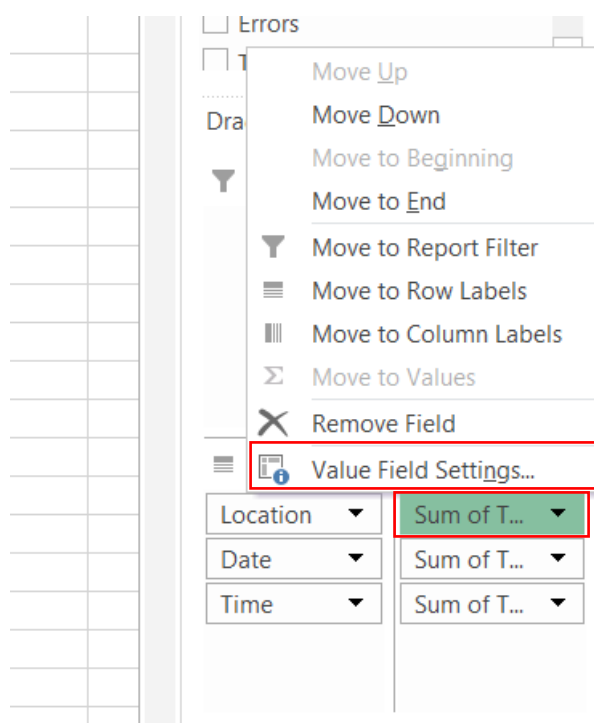 Errors
T
Move Up
Dra
Move Down
Move to Beginning
Move to End
Move to Report Filter
Move to Row Labels
Move to Column Labels
Σ Move to Values
Remove Field
Value Field Settings...
Location Sum of T...
Date Sum of T...
Time Sum of T...